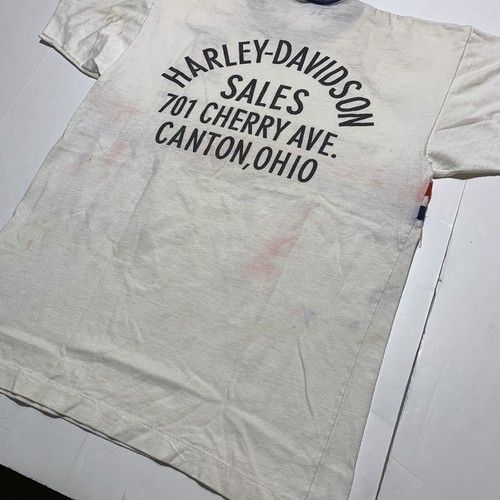 HARLEY-DAVIDSON
SALES
701 CHERRY AVE.
CANTON, OHIO